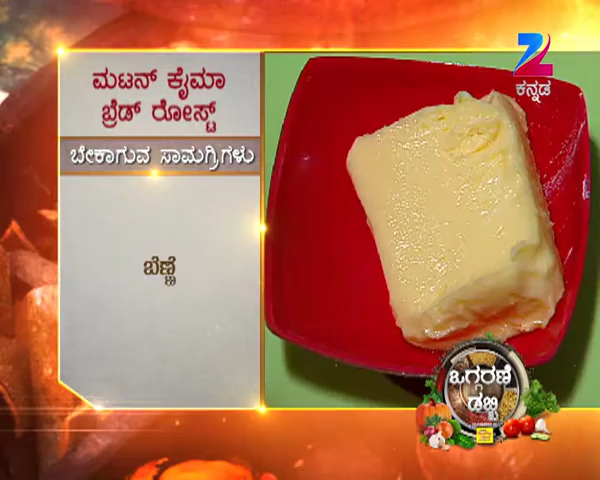 ಮಟನ್ ಕೈಮಾ
ಬ್ರೆಡ್ ರೋಸ್ಟ್
ಬೇಕಾಗುವ ಸಾಮಗ್ರಿಗಳು
ಬೆಣ್ಣೆ
ಕನ್ನಡ
ಒಗ್ಗರಣೆ
ಡಬ್ಬಿ